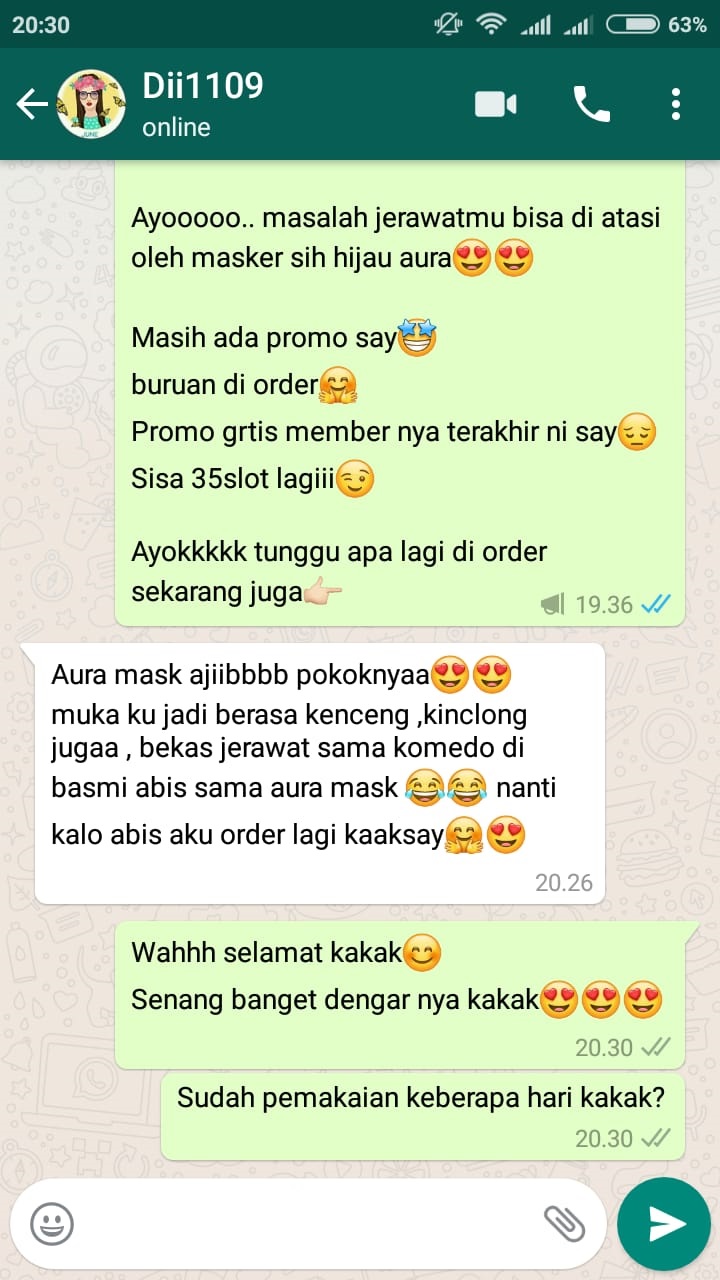 20:30
63%
Dii1109
online
Ayooooo.. masalah jerawatmu bisa di atasi
oleh masker sih hijau aura😍😍
Masih ada promo say🤩
buruan di order🤗
Promo grtis member nya terakhir ni say😔
Sisa 35slot lagiii😉
Ayokkkkk tunggu apa lagi di order
sekarang juga👉🏻
19.36
Aura mask ajiibbbb pokoknyaa😍😍
muka ku jadi berasa kenceng ,kinclong
jugaa , bekas jerawat sama komedo di
basmi abis sama aura mask 😂😂 nanti
kalo abis aku order lagi kaaksay🤗😍
20.26
Wahhh selamat kakak😊
Senang banget dengar nya kakak😍😍😍
20.30
Sudah pemakaian keberapa hari kakak?
20.30